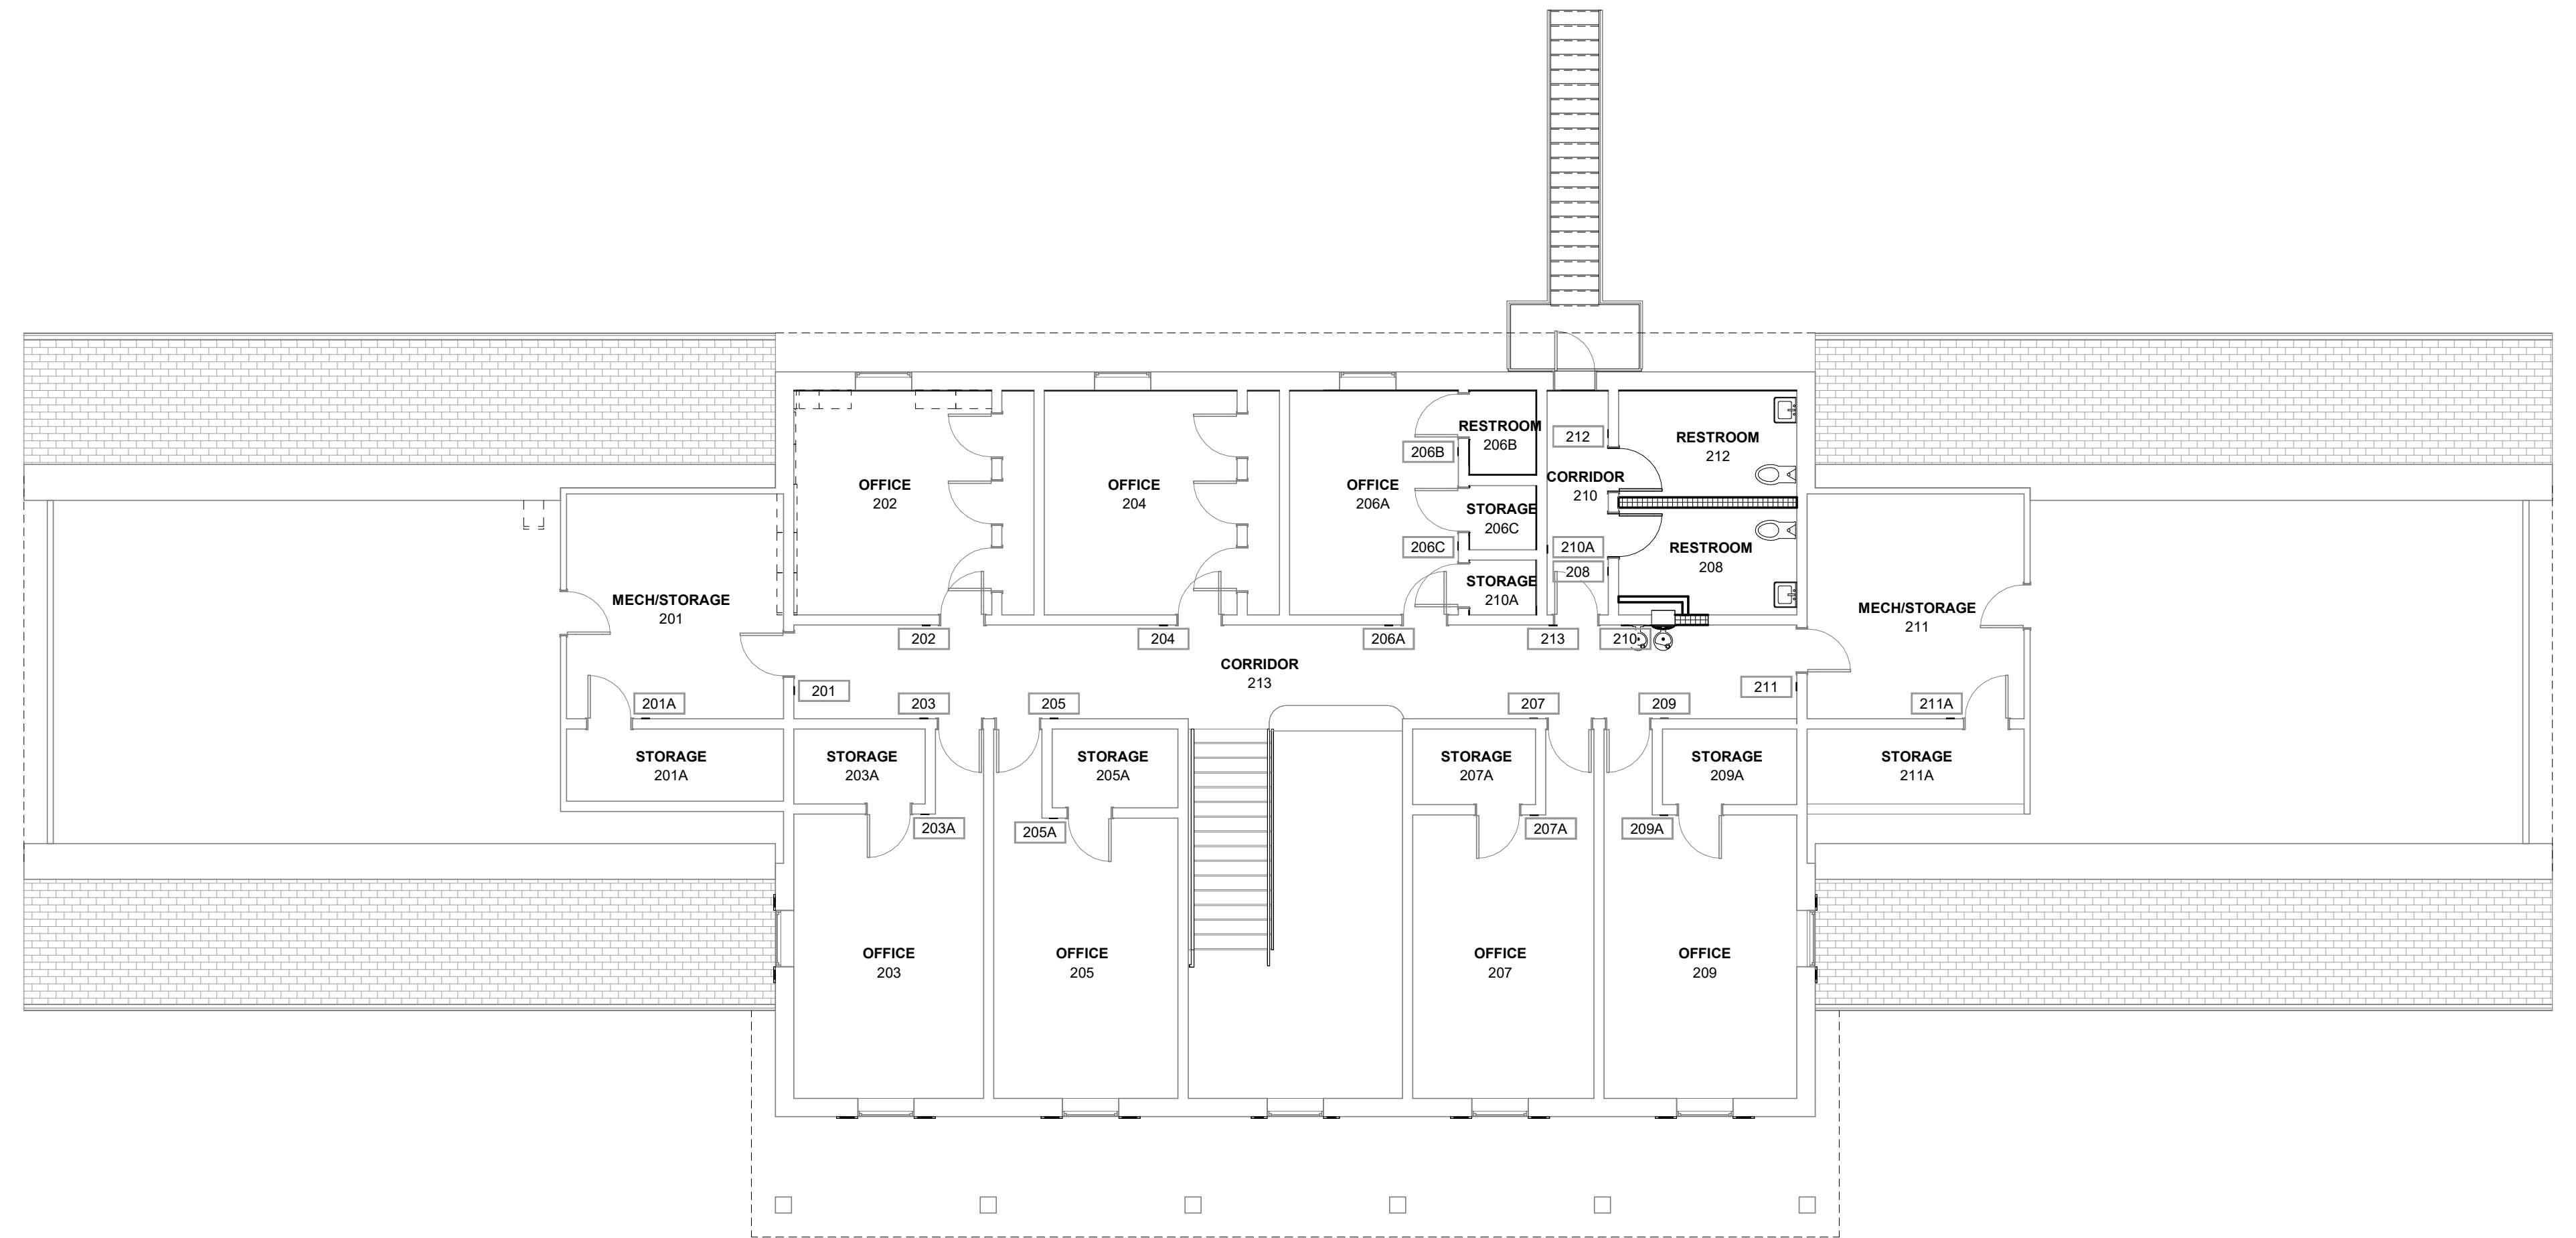 RESTROOM
206B
212
RESTROOM
212
206B
OFFICE
202
OFFICE
204
OFFICE
206A
CORRIDOR
210
STORAGE
206C
206C
210A
RESTROOM
208
208
STORAGE
210A
MECH/STORAGE
201
MECH/STORAGE
211
202
204
206A
213
210
CORRIDOR
213
201
211
201A
203
205
207
209
211A
STORAGE
201A
STORAGE
203A
STORAGE
205A
STORAGE
207A
STORAGE
209A
STORAGE
211A
203A
205A
207A
209A
OFFICE
203
OFFICE
205
OFFICE
207
OFFICE
209